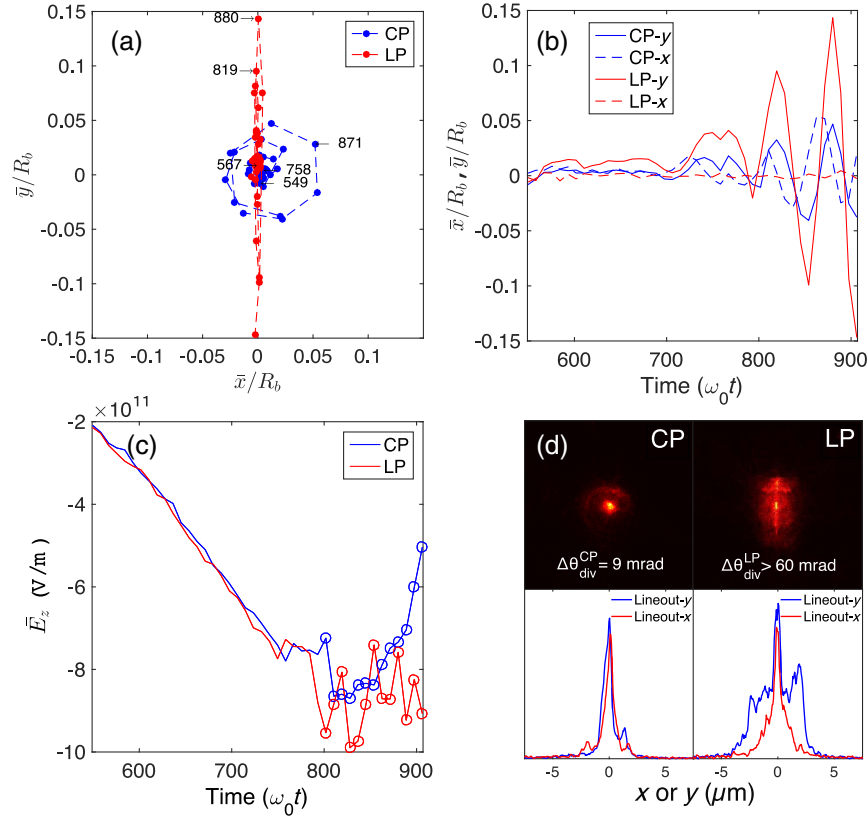 (a)
CP
LP
880
819
871
567
758
549
0.15
0.1
0.05
0
-0.05
-0.1
-0.15
ȳ/R_b
-0.15 -0.1 -0.05 0 0.05 0.1
x̄/R_b
(b)
CP-y
CP-x
LP-y
LP-x
0.15
0.1
0.05
0
-0.05
-0.1
-0.15
x̄/R_b, ȳ/R_b
600 700 800 900
Time (ω₀t)
×10¹¹
(c)
CP
LP
-2
-4
-6
-8
-10
Ē_z (V/m)
600 700 800 900
Time (ω₀t)
(d) CP LP
Δθ_div^CP = 9 mrad Δθ_div^LP > 60 mrad
Lineout-y Lineout-y
Lineout-x Lineout-x
-5 0 5 -5 0 5
x or y (μm)